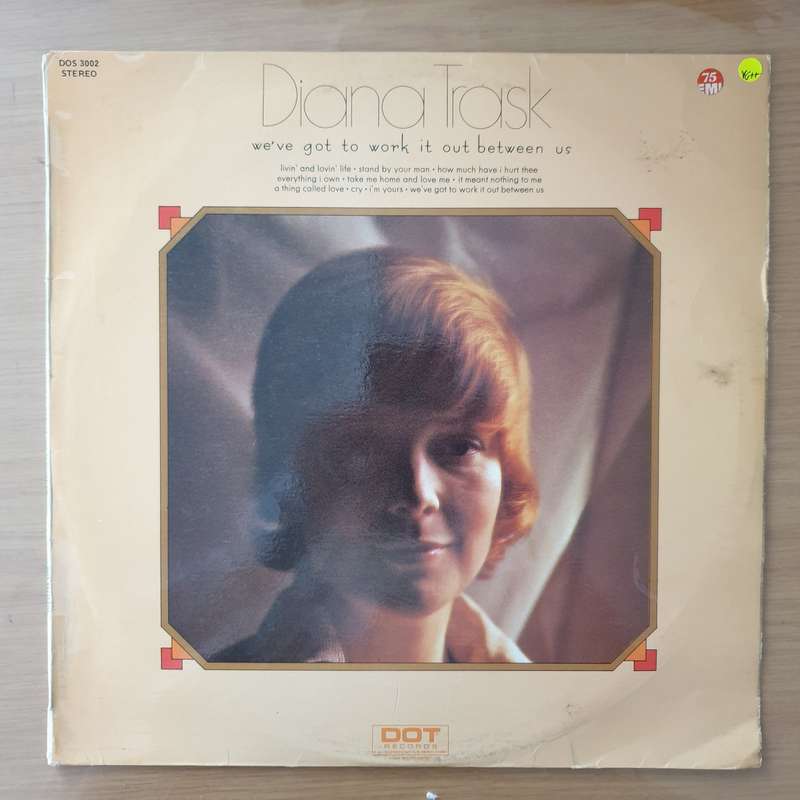 DOS 3002
STEREO
Diana Trask
we've got to work it out between us
livin' and lovin' life • stand by your man • how much have i hurt thee
everything i own • take me home and love me • it meant nothing to me
a thing called love • cry • i'm yours • we've got to work it out between us
75
EMI
VG++
DOT
RECORDS